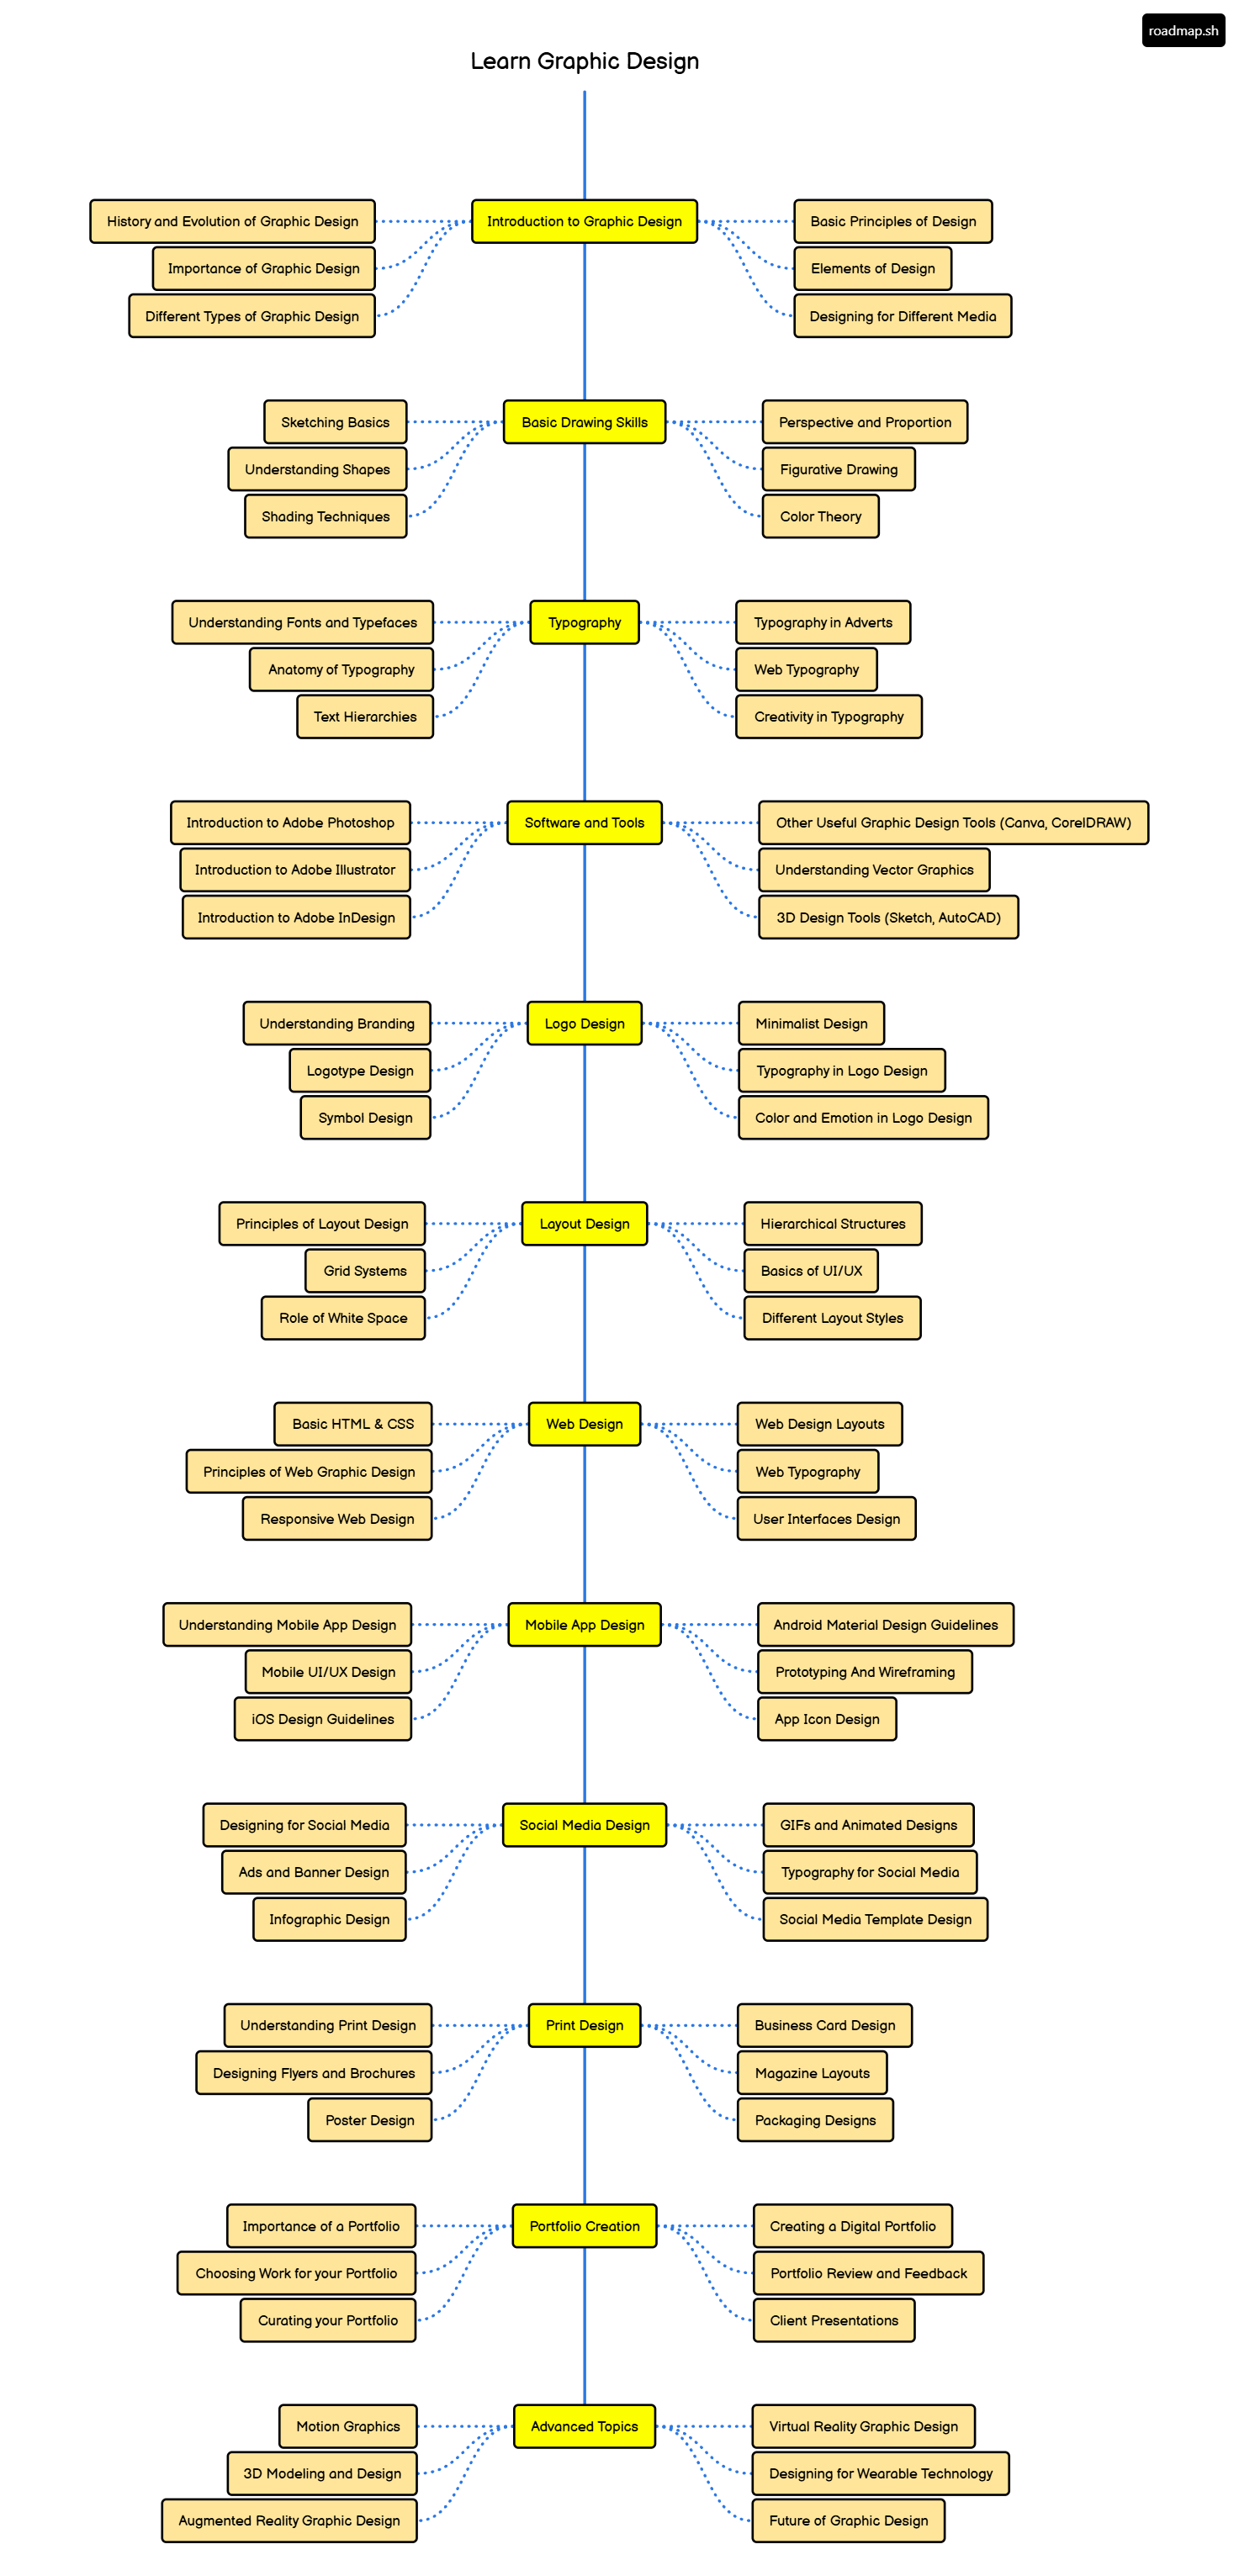 roadmap.sh
Learn Graphic Design
History and Evolution of Graphic Design
Importance of Graphic Design
Different Types of Graphic Design
Introduction to Graphic Design
Basic Principles of Design
Elements of Design
Designing for Different Media
Sketching Basics
Understanding Shapes
Shading Techniques
Basic Drawing Skills
Perspective and Proportion
Figurative Drawing
Color Theory
Understanding Fonts and Typefaces
Anatomy of Typography
Text Hierarchies
Typography
Typography in Adverts
Web Typography
Creativity in Typography
Introduction to Adobe Photoshop
Introduction to Adobe Illustrator
Introduction to Adobe InDesign
Software and Tools
Other Useful Graphic Design Tools (Canva, CorelDRAW)
Understanding Vector Graphics
3D Design Tools (Sketch, AutoCAD)
Understanding Branding
Logotype Design
Symbol Design
Logo Design
Minimalist Design
Typography in Logo Design
Color and Emotion in Logo Design
Principles of Layout Design
Grid Systems
Role of White Space
Layout Design
Hierarchical Structures
Basics of UI/UX
Different Layout Styles
Basic HTML & CSS
Principles of Web Graphic Design
Responsive Web Design
Web Design
Web Design Layouts
Web Typography
User Interfaces Design
Understanding Mobile App Design
Mobile UI/UX Design
iOS Design Guidelines
Mobile App Design
Android Material Design Guidelines
Prototyping And Wireframing
App Icon Design
Designing for Social Media
Ads and Banner Design
Infographic Design
Social Media Design
GIFs and Animated Designs
Typography for Social Media
Social Media Template Design
Understanding Print Design
Designing Flyers and Brochures
Poster Design
Print Design
Business Card Design
Magazine Layouts
Packaging Designs
Importance of a Portfolio
Choosing Work for your Portfolio
Curating your Portfolio
Portfolio Creation
Creating a Digital Portfolio
Portfolio Review and Feedback
Client Presentations
Motion Graphics
3D Modeling and Design
Augmented Reality Graphic Design
Advanced Topics
Virtual Reality Graphic Design
Designing for Wearable Technology
Future of Graphic Design